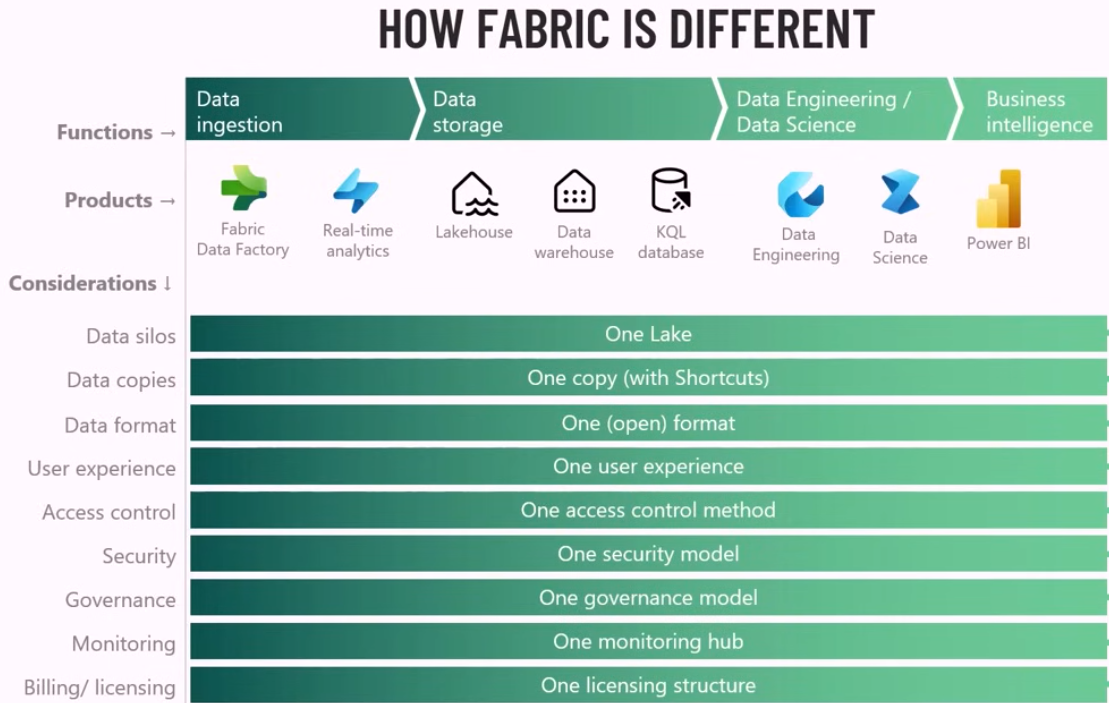 HOW FABRIC IS DIFFERENT
Functions →
Data
ingestion
Data
storage
Data Engineering /
Data Science
Business
intelligence
Products →
Fabric
Data Factory
Real-time
analytics
Lakehouse
Data
warehouse
KQL
database
Data
Engineering
Data
Science
Power BI
Considerations ↓
Data silos
One Lake
Data copies
One copy (with Shortcuts)
Data format
One (open) format
User experience
One user experience
Access control
One access control method
Security
One security model
Governance
One governance model
Monitoring
One monitoring hub
Billing/ licensing
One licensing structure